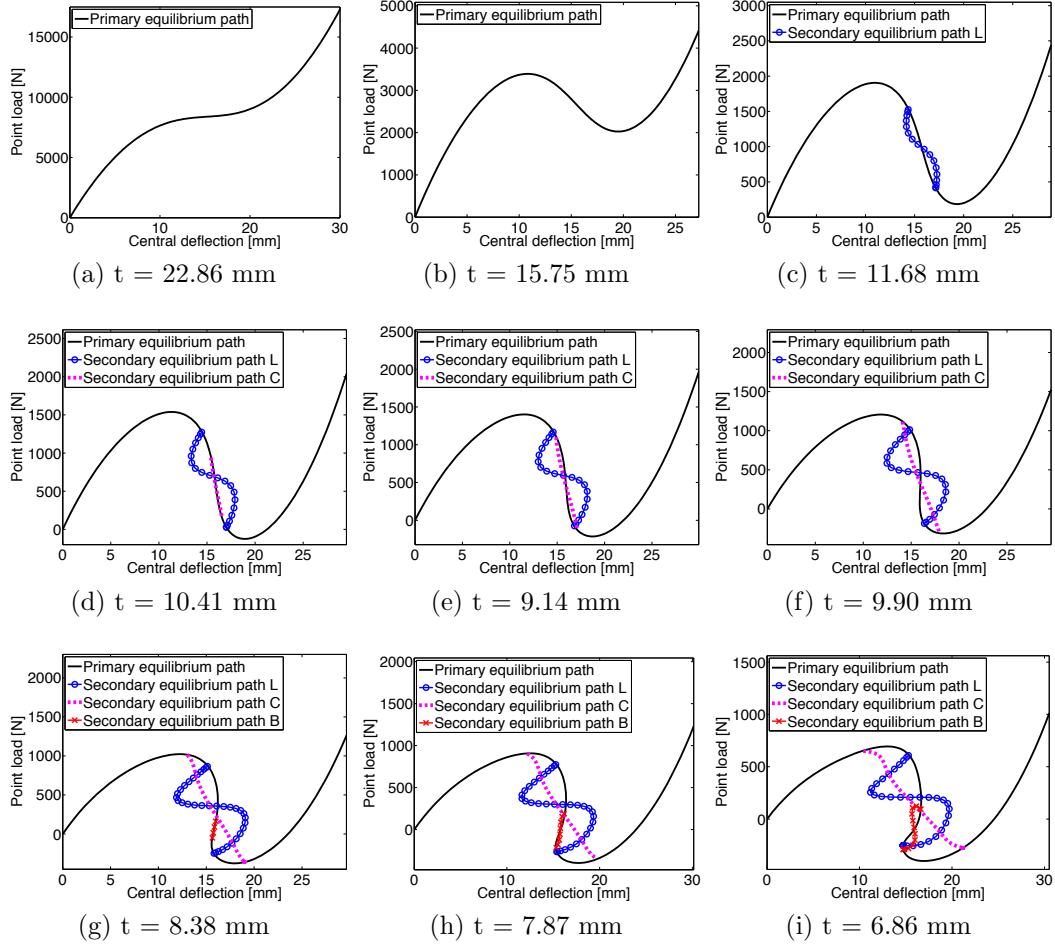 Primary equilibrium path
Point load [N]
15000
10000
5000
0
0 10 20 30
Central deflection [mm]
(a) t = 22.86 mm
Primary equilibrium path
Point load [N]
5000
4000
3000
2000
1000
0
0 5 10 15 20 25
Central deflection [mm]
(b) t = 15.75 mm
Primary equilibrium path
Secondary equilibrium path L
Point load [N]
3000
2500
2000
1500
1000
500
0
0 5 10 15 20 25
Central deflection [mm]
(c) t = 11.68 mm
Primary equilibrium path
Secondary equilibrium path L
Secondary equilibrium path C
Point load [N]
2500
2000
1500
1000
500
0
0 5 10 15 20 25
Central deflection [mm]
(d) t = 10.41 mm
Primary equilibrium path
Secondary equilibrium path L
Secondary equilibrium path C
Point load [N]
2500
2000
1500
1000
500
0
0 5 10 15 20 25
Central deflection [mm]
(e) t = 9.14 mm
Primary equilibrium path
Secondary equilibrium path L
Secondary equilibrium path C
Point load [N]
2000
1500
1000
500
0
0 5 10 15 20 25
Central deflection [mm]
(f) t = 9.90 mm
Primary equilibrium path
Secondary equilibrium path L
Secondary equilibrium path C
Secondary equilibrium path B
Point load [N]
2000
1500
1000
500
0
0 5 10 15 20 25
Central deflection [mm]
(g) t = 8.38 mm
Primary equilibrium path
Secondary equilibrium path L
Secondary equilibrium path C
Secondary equilibrium path B
Point load [N]
2000
1500
1000
500
0
0 10 20 30
Central deflection [mm]
(h) t = 7.87 mm
Primary equilibrium path
Secondary equilibrium path L
Secondary equilibrium path C
Secondary equilibrium path B
Point load [N]
1500
1000
500
0
0 10 20 30
Central deflection [mm]
(i) t = 6.86 mm